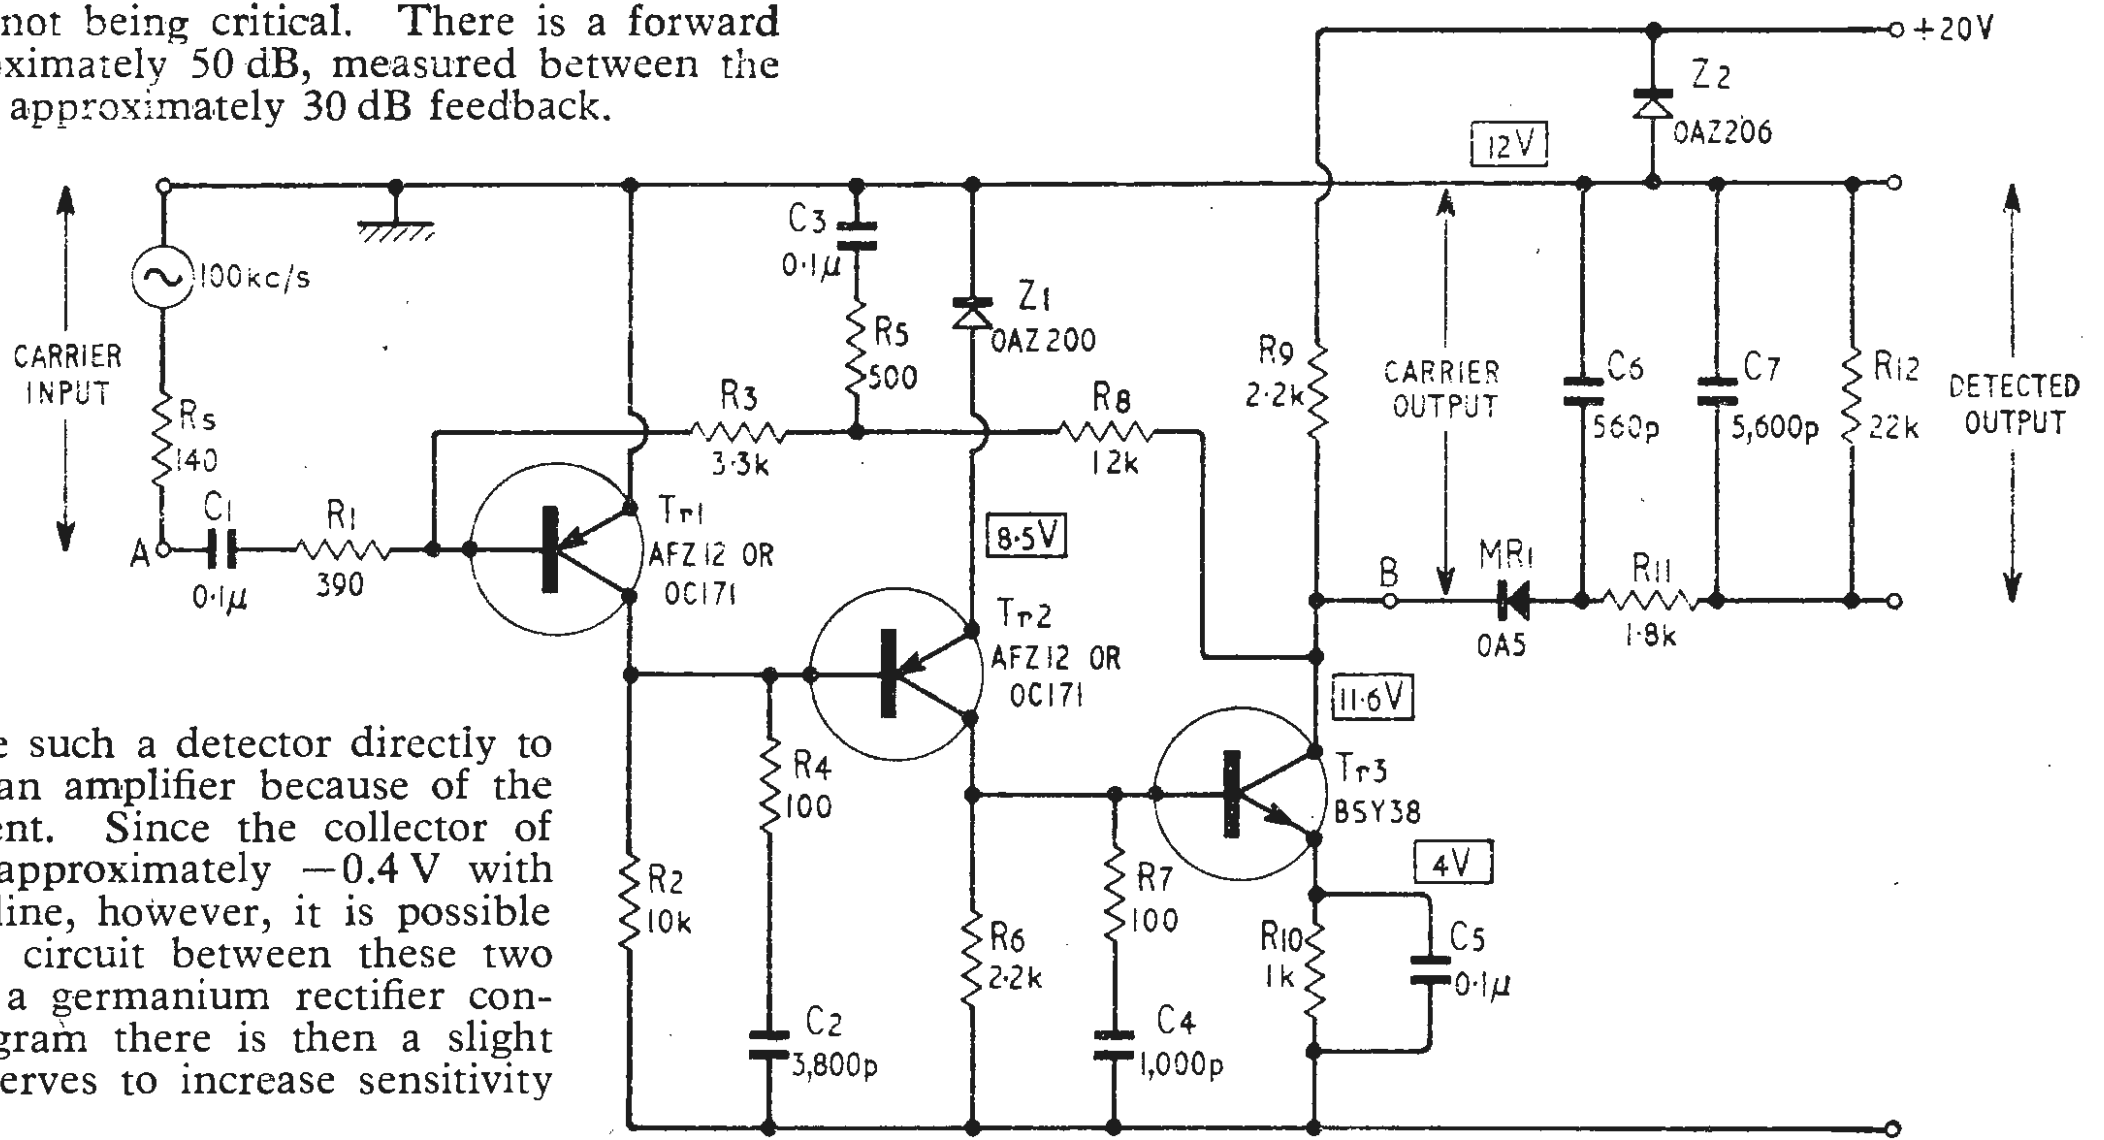 not being critical. There is a forward
ximately 50 dB, measured between the
approximately 30 dB feedback.
+20V
Z2
OAZ206
12V
C3
0·1μ
100kc/s
Z1
OAZ200
R5
500
CARRIER
INPUT
Rs
140
R3
3·3k
R8
12k
R9
2·2k
CARRIER
OUTPUT
C6
560p
C7
5,600p
R12
22k
DETECTED
OUTPUT
A
C1
0·1μ
R1
390
Tr1
AFZ12 OR
OC171
8·5V
B
MR1
OA5
R11
1·8k
Tr2
AFZ12 OR
OC171
11·6V
Tr3
BSY38
4V
R4
100
R2
10k
R7
100
R6
2·2k
R10
1k
C5
0·1μ
C2
3,800p
C4
1,000p
e such a detector directly to
an amplifier because of the
ent. Since the collector of
approximately −0.4 V with
line, however, it is possible
circuit between these two
a germanium rectifier con-
gram there is then a slight
erves to increase sensitivity